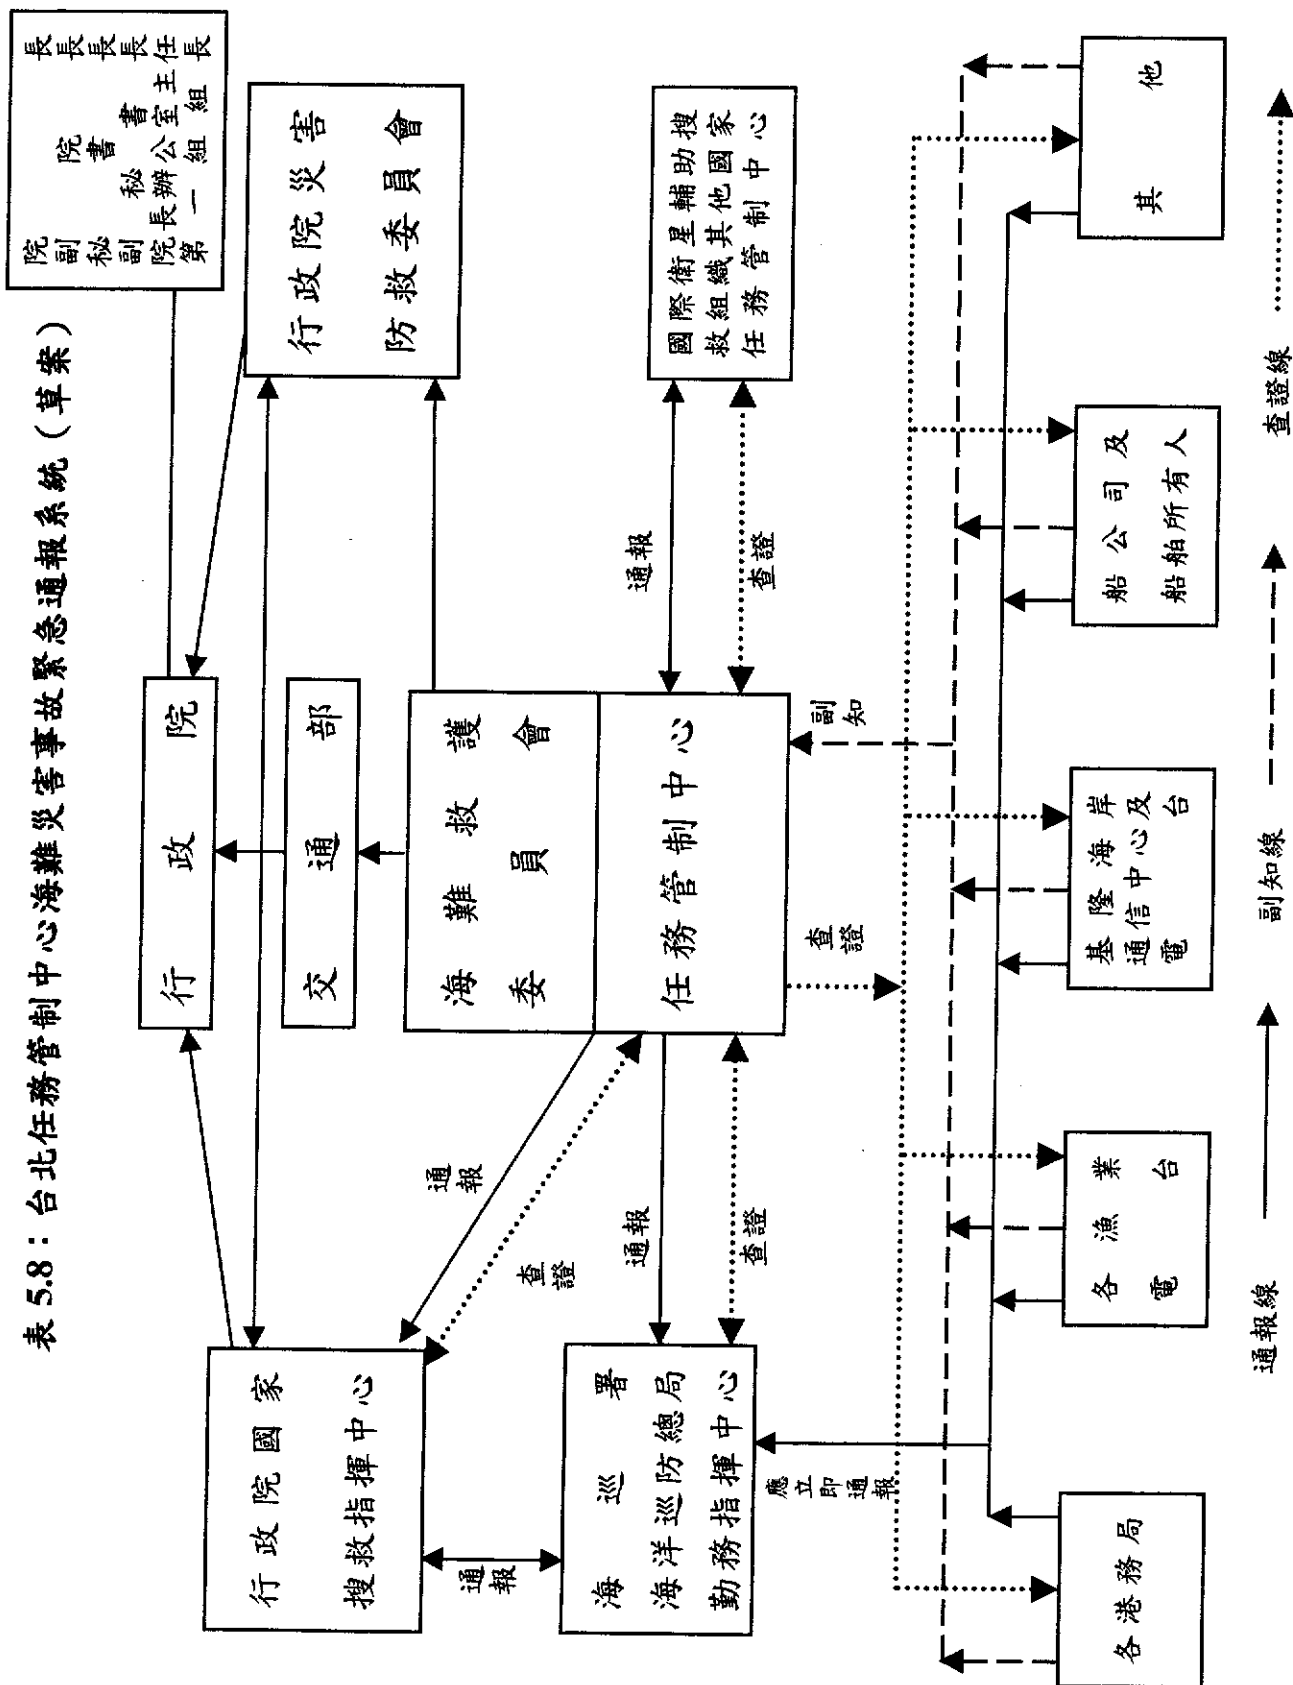 表 5.8：台北任務管制中心海難災害事故緊急通報系統（草案）
院長
副院長
秘書長
副秘書長
院長辦公室主任
第一組組長
行政院
行政院國家
搜救指揮中心
行政院災害
防救委員會
交通部
海難救護
委員會
任務管制中心
通報
查證
通報
查證
通報
查證
通報
海巡署
海洋巡防總局
勤務指揮中心
國際衛星輔助搜
救組織其他國家
任務管制中心
應立即通報
查證
副知
各港務局
各漁業
電台
基隆海岸
通信中心及台
電
船公司及
船舶所有人
其他
通報線
副知線
查證線